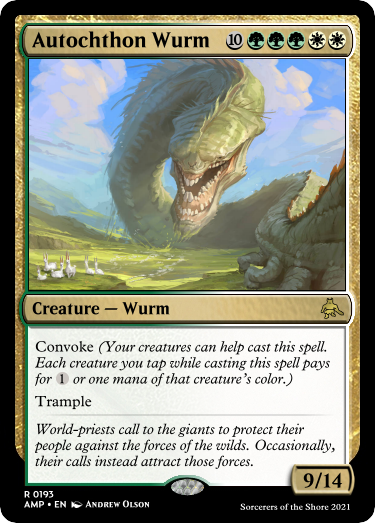 Autochthon Wurm 10
Creature — Wurm
Convoke (Your creatures can help cast this spell.
Each creature you tap while casting this spell pays
for 1 or one mana of that creature's color.)
Trample
World-priests call to the giants to protect their
people against the forces of the wilds. Occasionally,
their calls instead attract those forces.
9/14
R 0193
AMP • EN Andrew Olson
Sorcerers of the Shore 2021